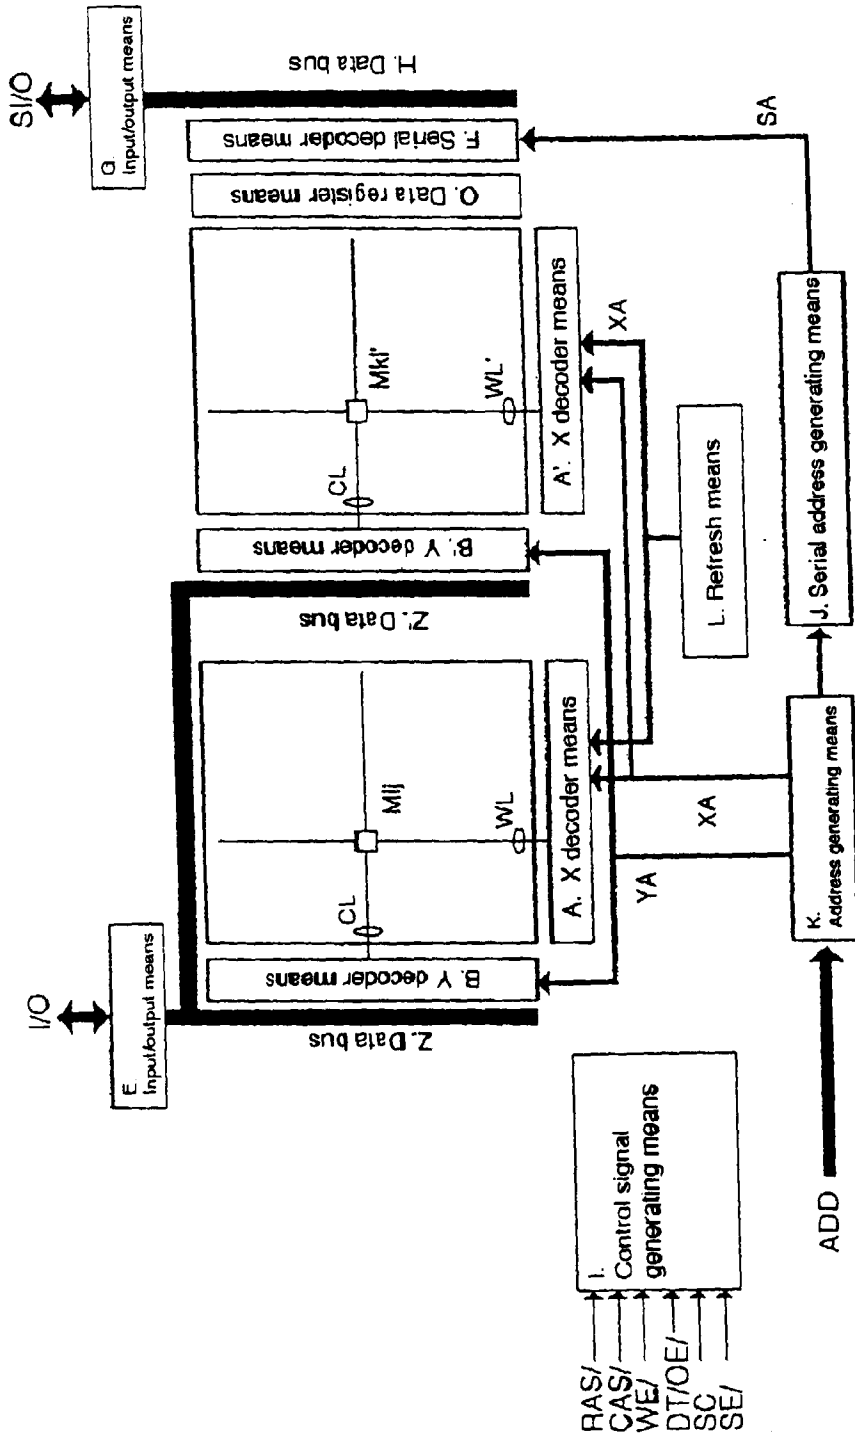 I/O
E.
Input/output means
SI/O
G.
Input/output means
Z. Data bus
B. Y decoder means
CL
Mij
WL
A. X decoder means
Z'. Data bus
B'. Y decoder means
CL
Mkl'
WL'
A'. X decoder means
O. Data register means
F. Serial decoder means
H. Data bus
RAS/
CAS/
WE/
DT/OE/
SC
SE/
I.
Control signal
generating means
YA
XA
XA
L. Refresh means
SA
ADD
K.
Address generating means
J. Serial address generating means